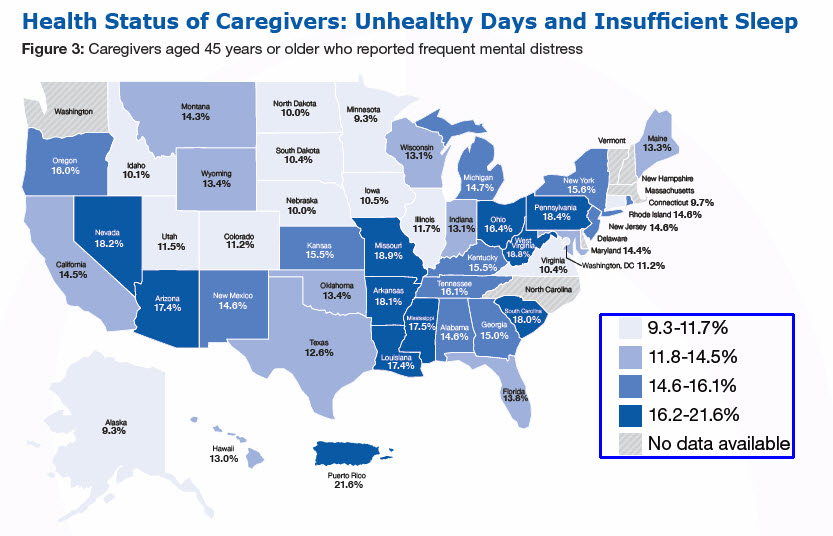 Health Status of Caregivers: Unhealthy Days and Insufficient Sleep
Figure 3: Caregivers aged 45 years or older who reported frequent mental distress
Washington
Montana
14.3%
North Dakota
10.0%
Minnesota
9.3%
Vermont
Maine
13.3%
Oregon
16.0%
Idaho
10.1%
Wyoming
13.4%
South Dakota
10.4%
Wisconsin
13.1%
Michigan
14.7%
New York
15.6%
New Hampshire
Massachusetts
Connecticut 9.7%
Rhode Island 14.6%
New Jersey 14.6%
Delaware
Maryland 14.4%
Washington, DC 11.2%
Nebraska
10.0%
Iowa
10.5%
Nevada
18.2%
Utah
11.5%
Colorado
11.2%
Illinois
11.7%
Indiana
13.1%
Ohio
16.4%
Pennsylvania
18.4%
California
14.5%
Kansas
15.5%
Missouri
18.9%
Kentucky
15.5%
West
Virginia
18.8%
Virginia
10.4%
Arizona
17.4%
New Mexico
14.6%
Oklahoma
13.4%
Arkansas
18.1%
Tennessee
16.1%
North Carolina
Texas
12.6%
Louisiana
17.4%
Mississippi
17.5%
Alabama
14.6%
Georgia
15.0%
South Carolina
18.0%
Florida
13.8%
Alaska
9.3%
Hawaii
13.0%
Puerto Rico
21.6%
9.3-11.7%
11.8-14.5%
14.6-16.1%
16.2-21.6%
No data available